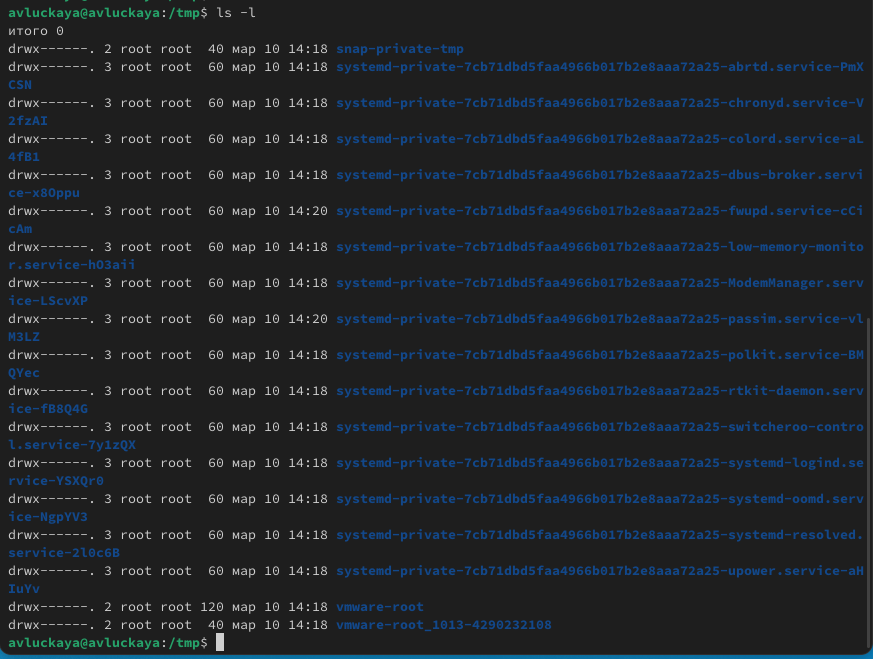 avluckaya@avluckaya:/tmp$ ls -l
итого 0
drwx------. 2 root root  40 мар 10 14:18 snap-private-tmp
drwx------. 3 root root  60 мар 10 14:18 systemd-private-7cb71dbd5faa4966b017b2e8aaa72a25-abrtd.service-PmX
CSN
drwx------. 3 root root  60 мар 10 14:18 systemd-private-7cb71dbd5faa4966b017b2e8aaa72a25-chronyd.service-V
2fzAI
drwx------. 3 root root  60 мар 10 14:18 systemd-private-7cb71dbd5faa4966b017b2e8aaa72a25-colord.service-aL
4fB1
drwx------. 3 root root  60 мар 10 14:18 systemd-private-7cb71dbd5faa4966b017b2e8aaa72a25-dbus-broker.servi
ce-x8Oppu
drwx------. 3 root root  60 мар 10 14:20 systemd-private-7cb71dbd5faa4966b017b2e8aaa72a25-fwupd.service-cCi
cAm
drwx------. 3 root root  60 мар 10 14:18 systemd-private-7cb71dbd5faa4966b017b2e8aaa72a25-low-memory-monito
r.service-hO3aii
drwx------. 3 root root  60 мар 10 14:18 systemd-private-7cb71dbd5faa4966b017b2e8aaa72a25-ModemManager.serv
ice-LScvXP
drwx------. 3 root root  60 мар 10 14:20 systemd-private-7cb71dbd5faa4966b017b2e8aaa72a25-passim.service-vl
M3LZ
drwx------. 3 root root  60 мар 10 14:18 systemd-private-7cb71dbd5faa4966b017b2e8aaa72a25-polkit.service-BM
QYec
drwx------. 3 root root  60 мар 10 14:18 systemd-private-7cb71dbd5faa4966b017b2e8aaa72a25-rtkit-daemon.serv
ice-fB8Q4G
drwx------. 3 root root  60 мар 10 14:18 systemd-private-7cb71dbd5faa4966b017b2e8aaa72a25-switcheroo-contro
l.service-7y1zQX
drwx------. 3 root root  60 мар 10 14:18 systemd-private-7cb71dbd5faa4966b017b2e8aaa72a25-systemd-logind.se
rvice-YSXQr0
drwx------. 3 root root  60 мар 10 14:18 systemd-private-7cb71dbd5faa4966b017b2e8aaa72a25-systemd-oomd.serv
ice-NgpYV3
drwx------. 3 root root  60 мар 10 14:18 systemd-private-7cb71dbd5faa4966b017b2e8aaa72a25-systemd-resolved.
service-2l0c6B
drwx------. 3 root root  60 мар 10 14:18 systemd-private-7cb71dbd5faa4966b017b2e8aaa72a25-upower.service-aH
IuYv
drwx------. 2 root root 120 мар 10 14:18 vmware-root
drwx------. 2 root root  40 мар 10 14:18 vmware-root_1013-4290232108
avluckaya@avluckaya:/tmp$